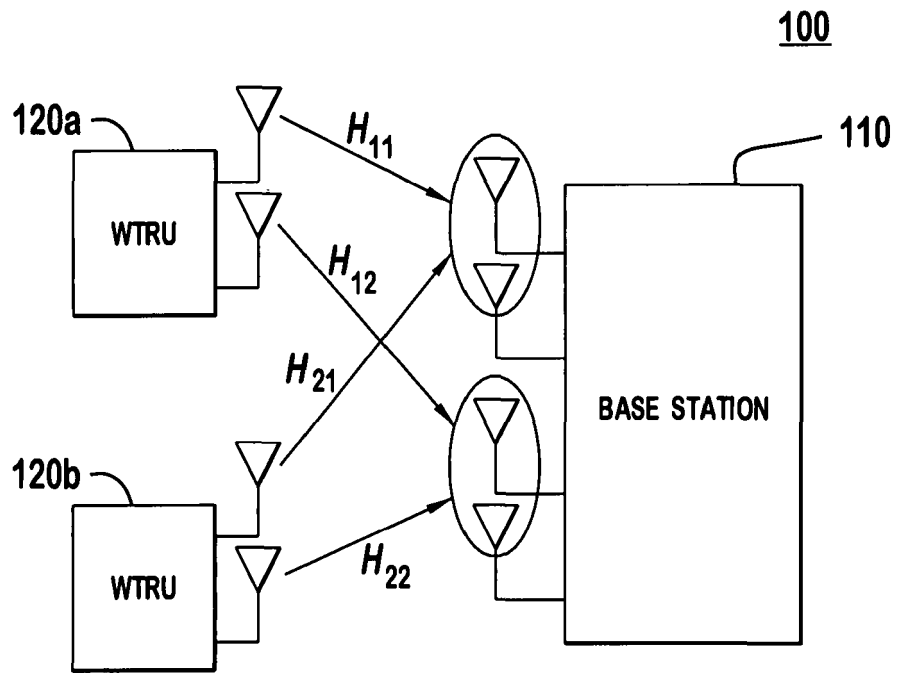 100
120a
H11
110
WTRU
H12
H21
BASE STATION
120b
WTRU
H22